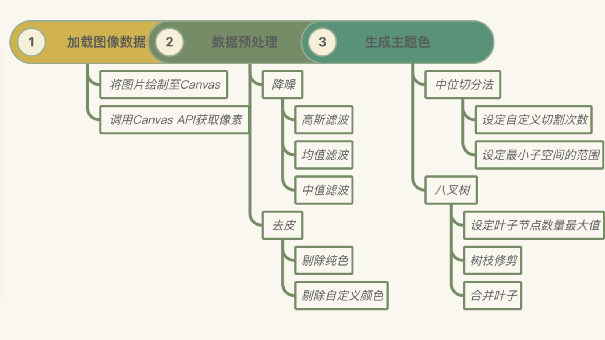 1 加载图像数据
将图片绘制至Canvas
调用Canvas API获取像素
2 数据预处理
降噪
高斯滤波
均值滤波
中值滤波
去皮
剔除纯色
剔除自定义颜色
3 生成主题色
中位切分法
设定自定义切割次数
设定最小子空间的范围
八叉树
设定叶子节点数量最大值
树枝修剪
合并叶子